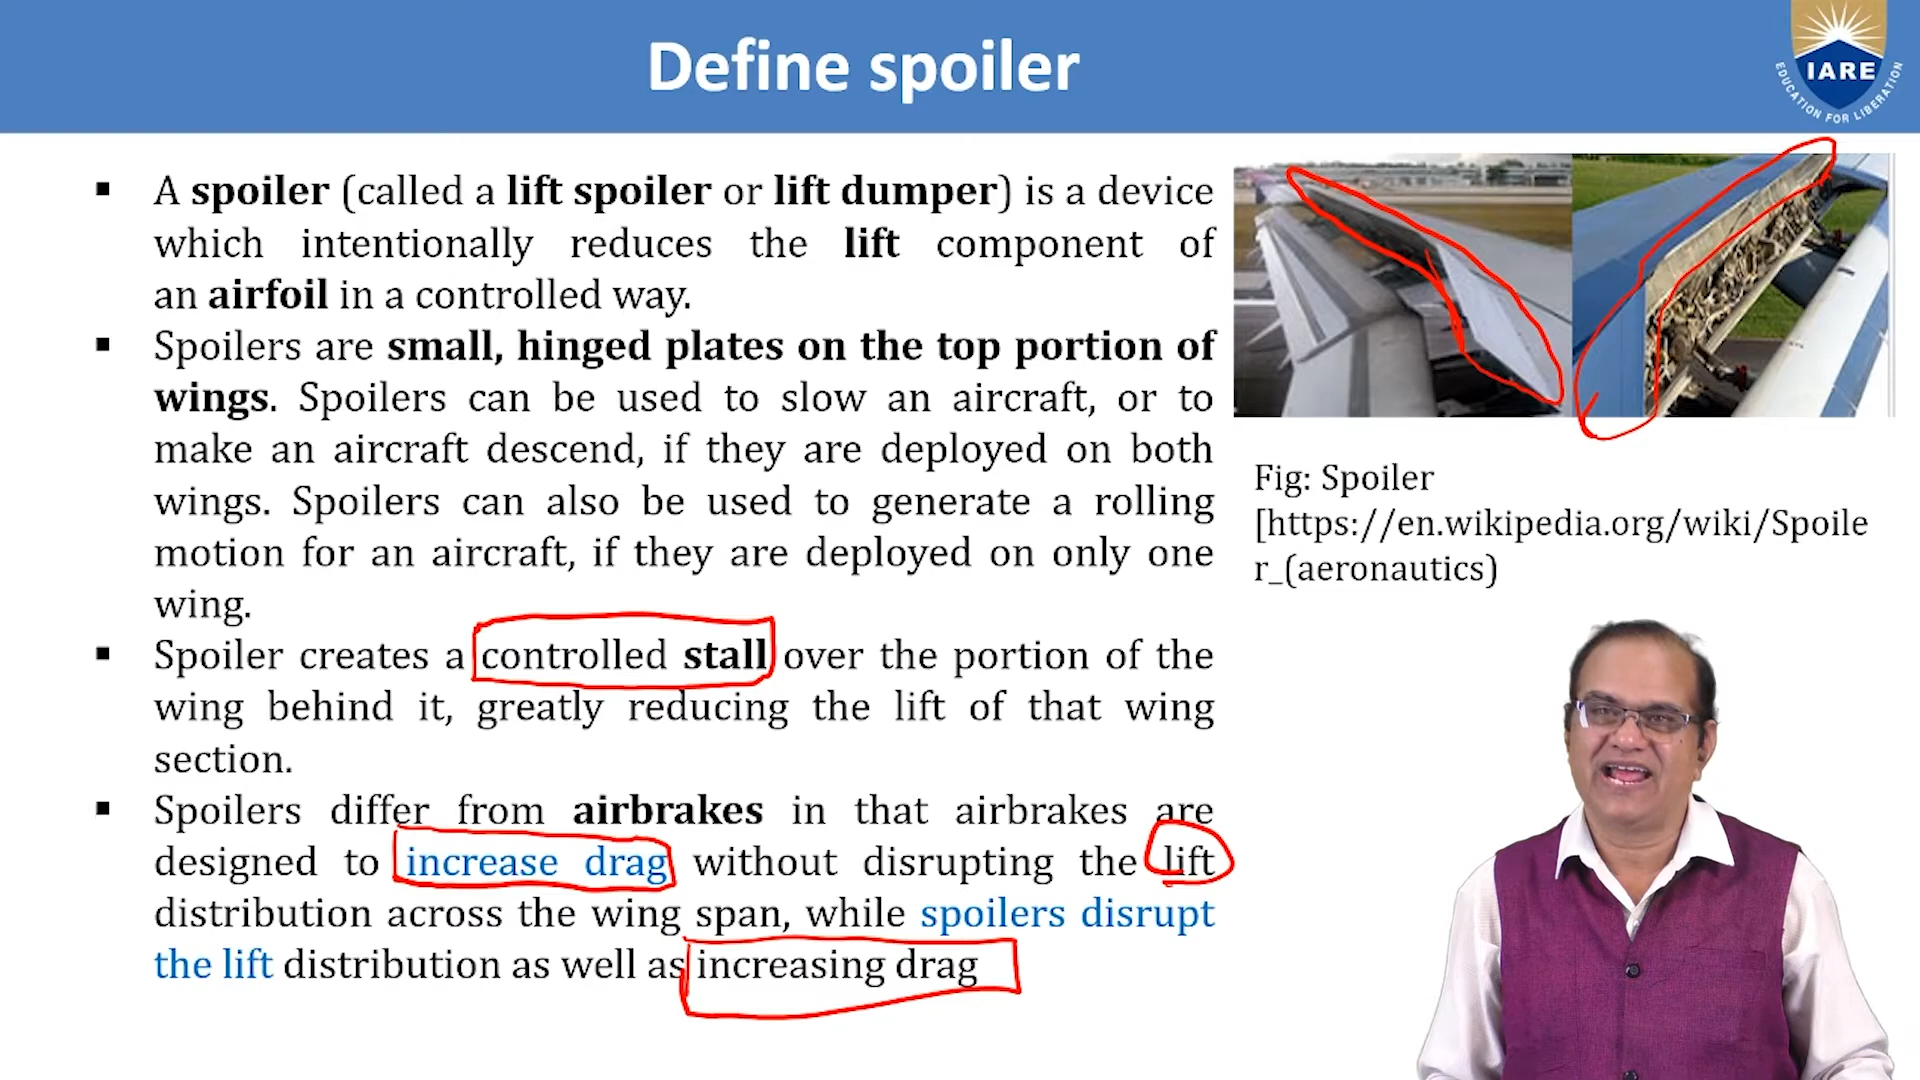 Define spoiler
IARE
EDUCATION FOR LIBERATION
▪ A spoiler (called a lift spoiler or lift dumper) is a device
which intentionally reduces the lift component of
an airfoil in a controlled way.
▪ Spoilers are small, hinged plates on the top portion of
wings. Spoilers can be used to slow an aircraft, or to
make an aircraft descend, if they are deployed on both
wings. Spoilers can also be used to generate a rolling
motion for an aircraft, if they are deployed on only one
wing.
▪ Spoiler creates a controlled stall over the portion of the
wing behind it, greatly reducing the lift of that wing
section.
▪ Spoilers differ from airbrakes in that airbrakes are
designed to increase drag without disrupting the lift
distribution across the wing span, while spoilers disrupt
the lift distribution as well as increasing drag
Fig: Spoiler
[https://en.wikipedia.org/wiki/Spoile
r_(aeronautics)